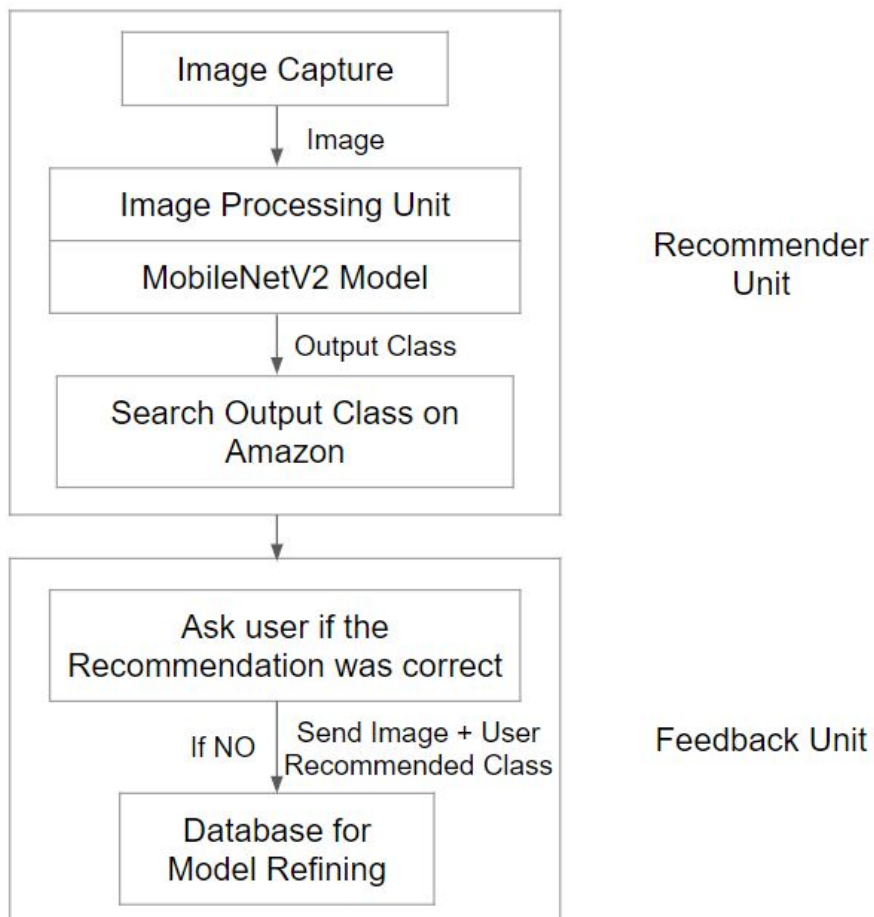 Image Capture
Image
Image Processing Unit
MobileNetV2 Model
Output Class
Search Output Class on
Amazon
Recommender
Unit
Ask user if the
Recommendation was correct
If NO
Send Image + User
Recommended Class
Database for
Model Refining
Feedback Unit